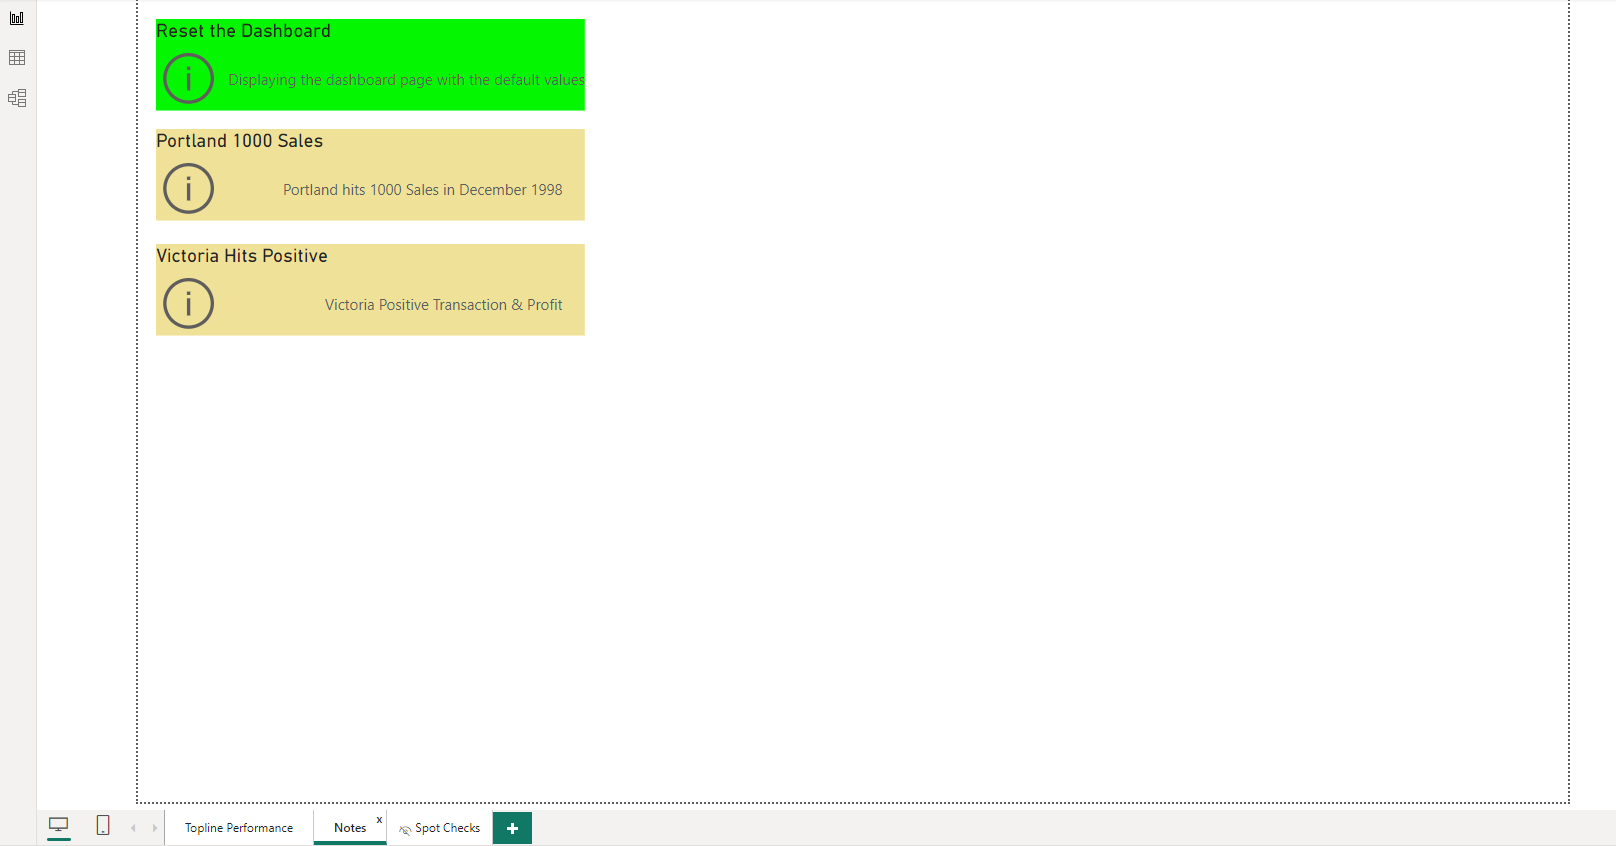 Reset the Dashboard
Displaying the dashboard page with the default values
Portland 1000 Sales
Portland hits 1000 Sales in December 1998
Victoria Hits Positive
Victoria Positive Transaction & Profit
Topline Performance
Notes
x
Spot Checks